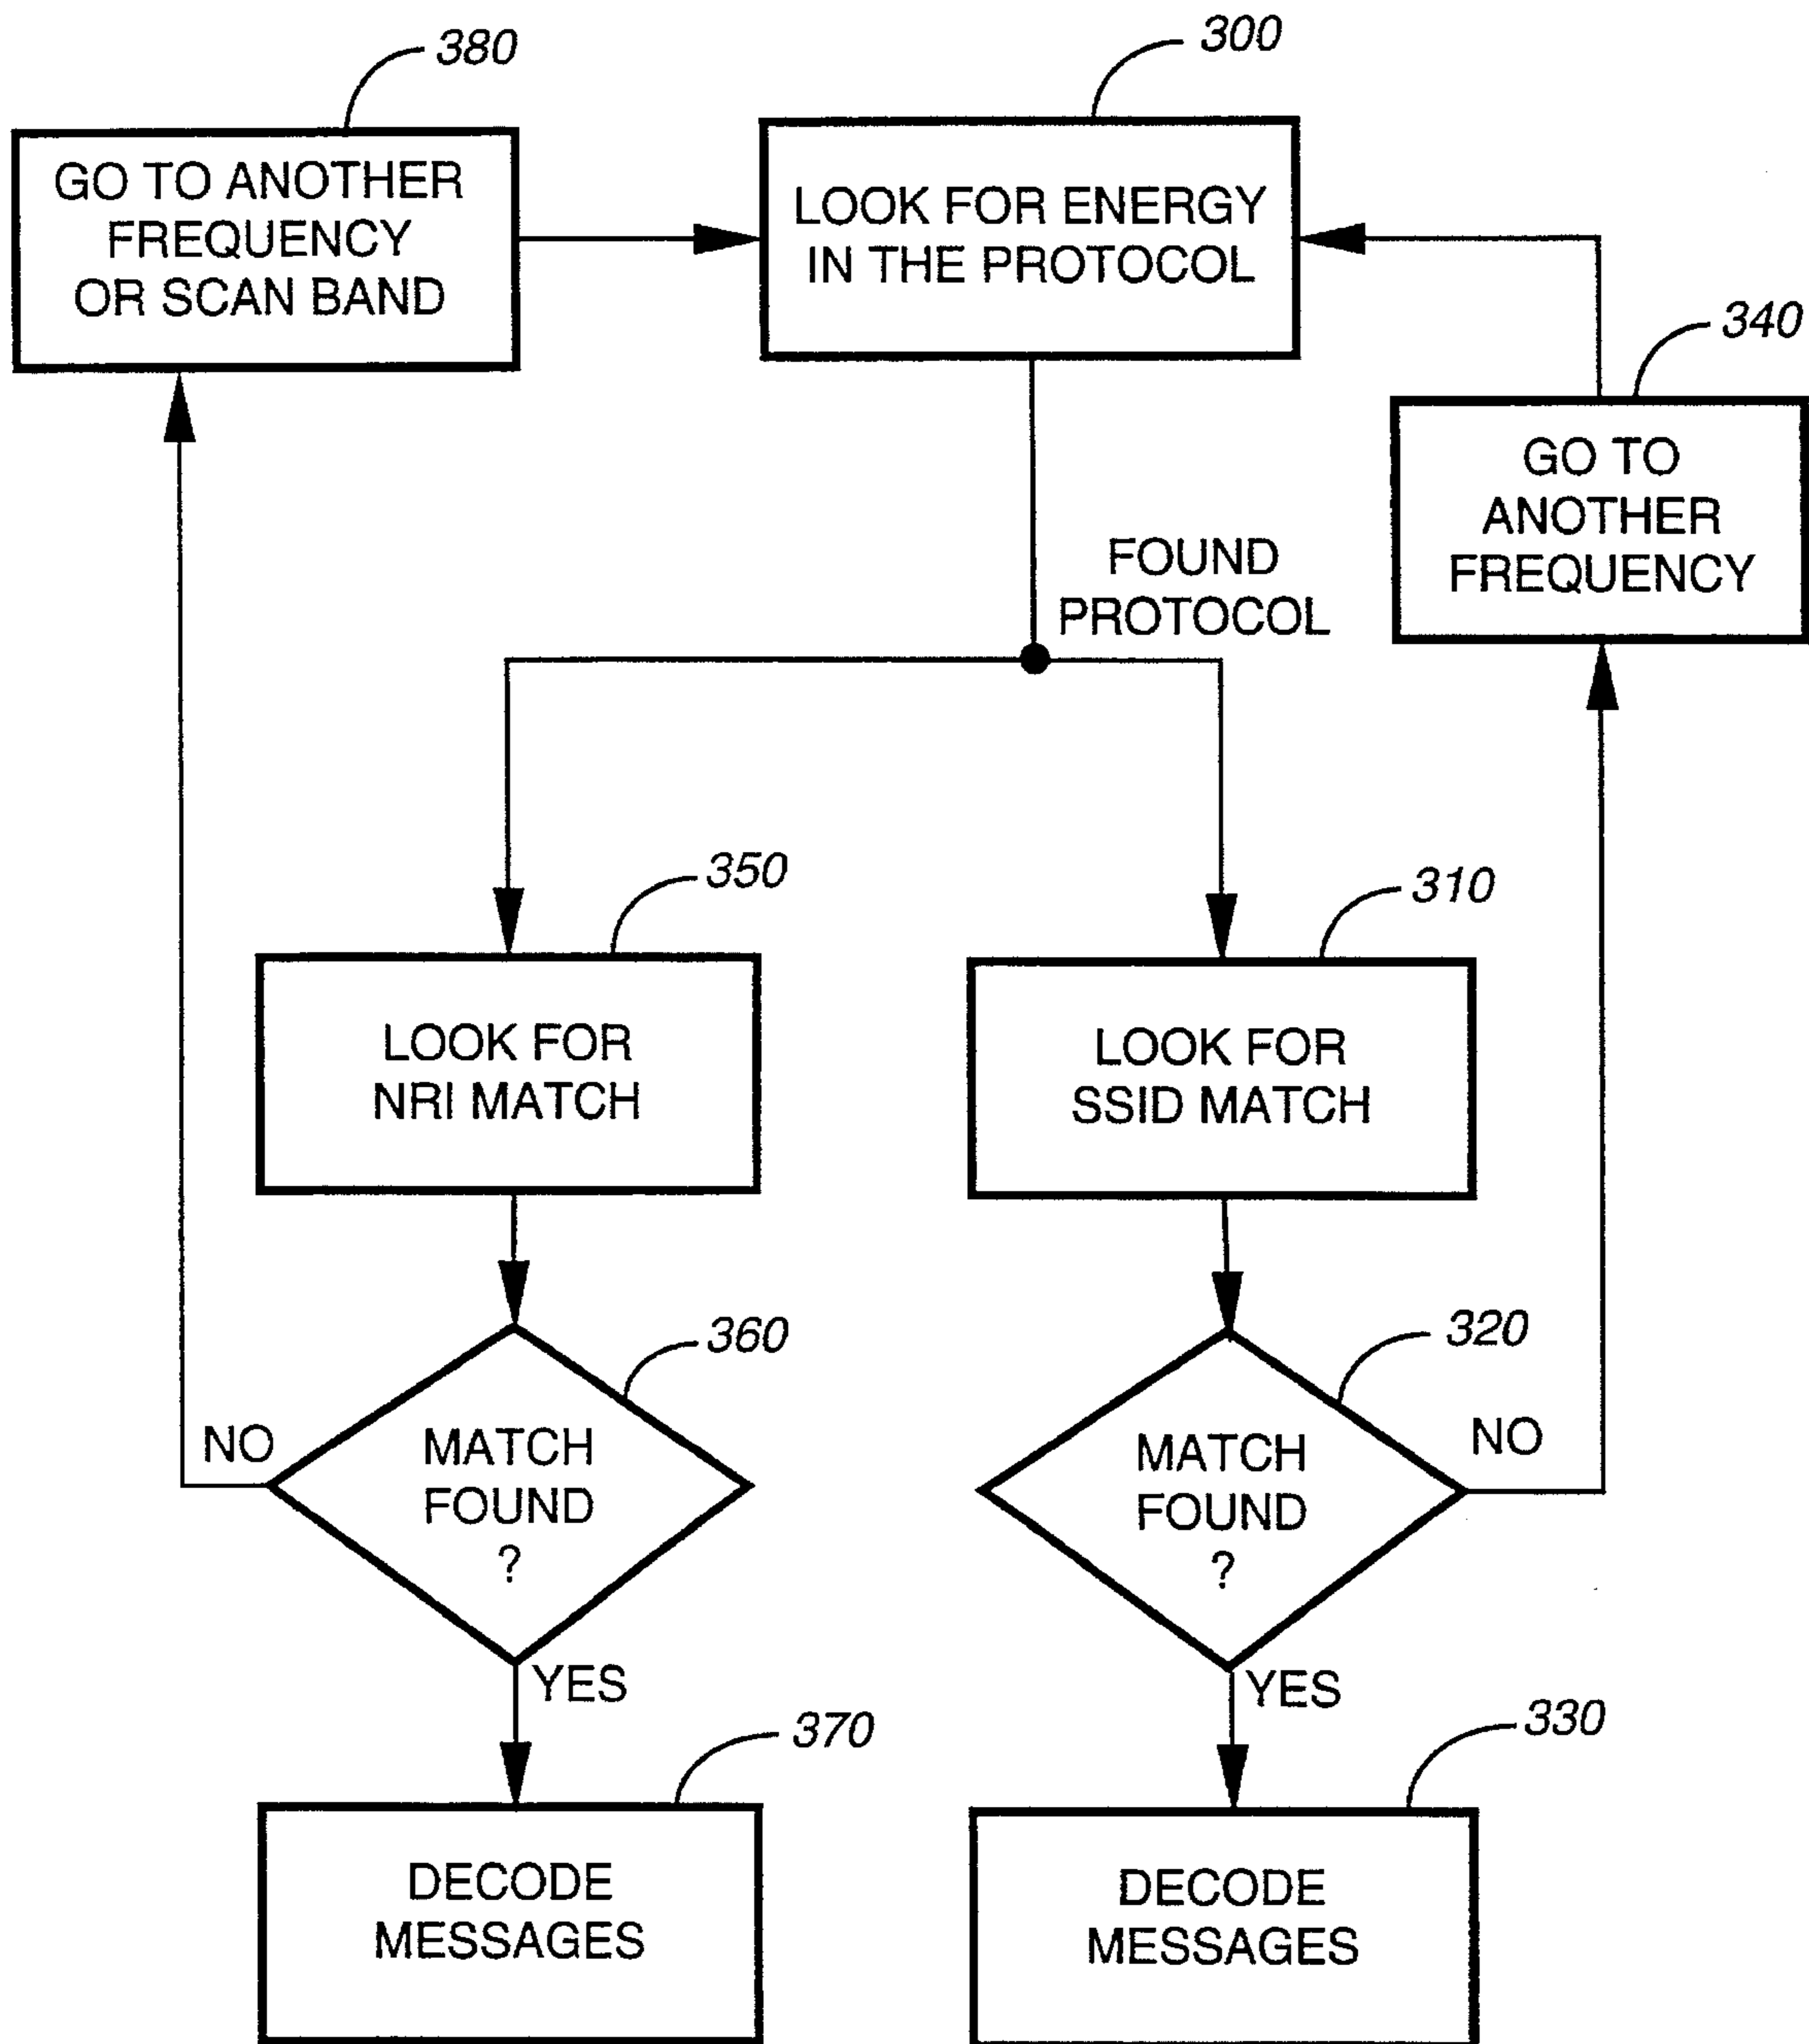 380
300
GO TO ANOTHER
FREQUENCY
OR SCAN BAND
LOOK FOR ENERGY
IN THE PROTOCOL
340
GO TO
ANOTHER
FREQUENCY
FOUND
PROTOCOL
350
310
LOOK FOR
NRI MATCH
LOOK FOR
SSID MATCH
360
320
NO
MATCH
FOUND
?
MATCH
FOUND
?
NO
YES
YES
370
330
DECODE
MESSAGES
DECODE
MESSAGES